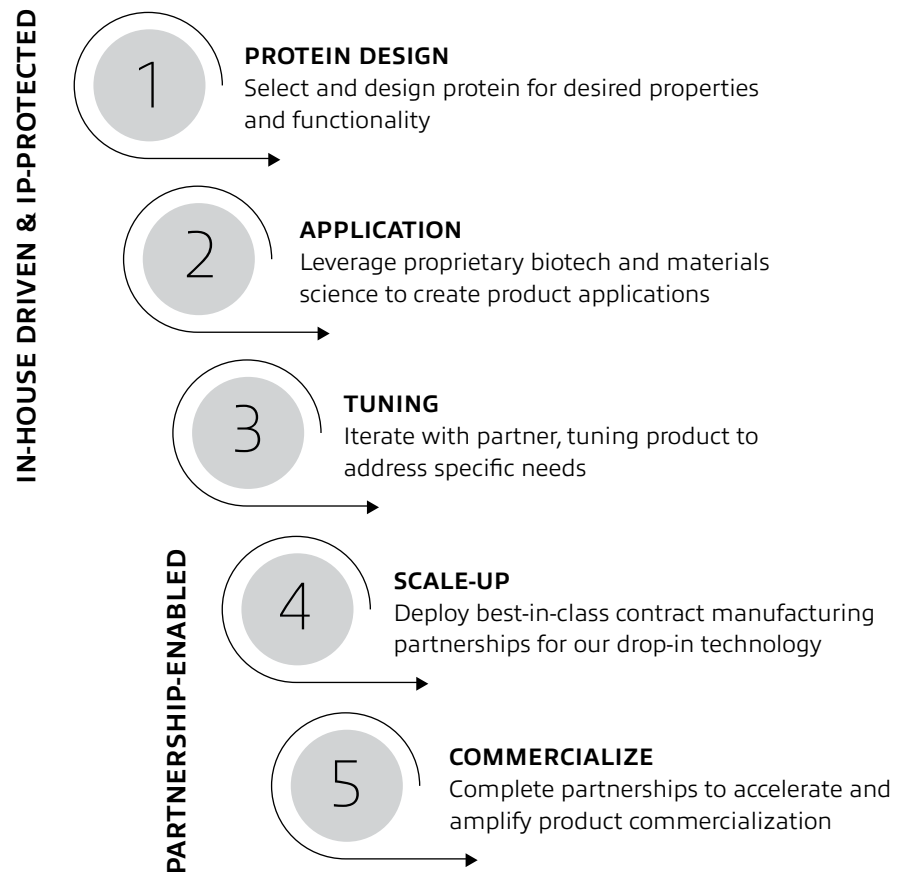 IN-HOUSE DRIVEN & IP-PROTECTED
1
PROTEIN DESIGN
Select and design protein for desired properties
and functionality
2
APPLICATION
Leverage proprietary biotech and materials
science to create product applications
3
TUNING
Iterate with partner, tuning product to
address specific needs
PARTNERSHIP-ENABLED
4
SCALE-UP
Deploy best-in-class contract manufacturing
partnerships for our drop-in technology
5
COMMERCIALIZE
Complete partnerships to accelerate and
amplify product commercialization